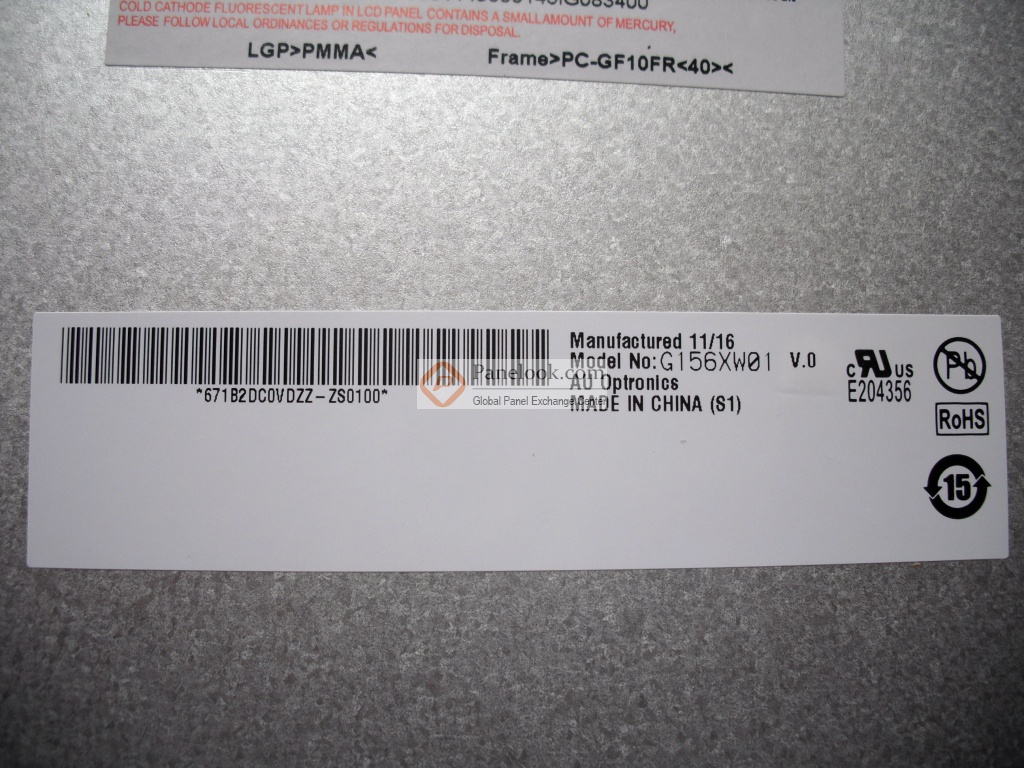 COLD CATHODE FLUORESCENT LAMP IN LCD PANEL CONTAINS A SMALLAMOUNT OF MERCURY,
PLEASE FOLLOW LOCAL ORDINANCES OR REGULATIONS FOR DISPOSAL.
LGP>PMMA< Frame>PC-GF10FR<40><
*671B2DC0VDZZ-ZS0100*
Manufactured 11/16
Model No:G156XW01 V.0
AU Optronics
MADE IN CHINA (S1)
Panelook.com
Global Panel Exchange Center
c RU US
E204356
Pb
RoHS
15